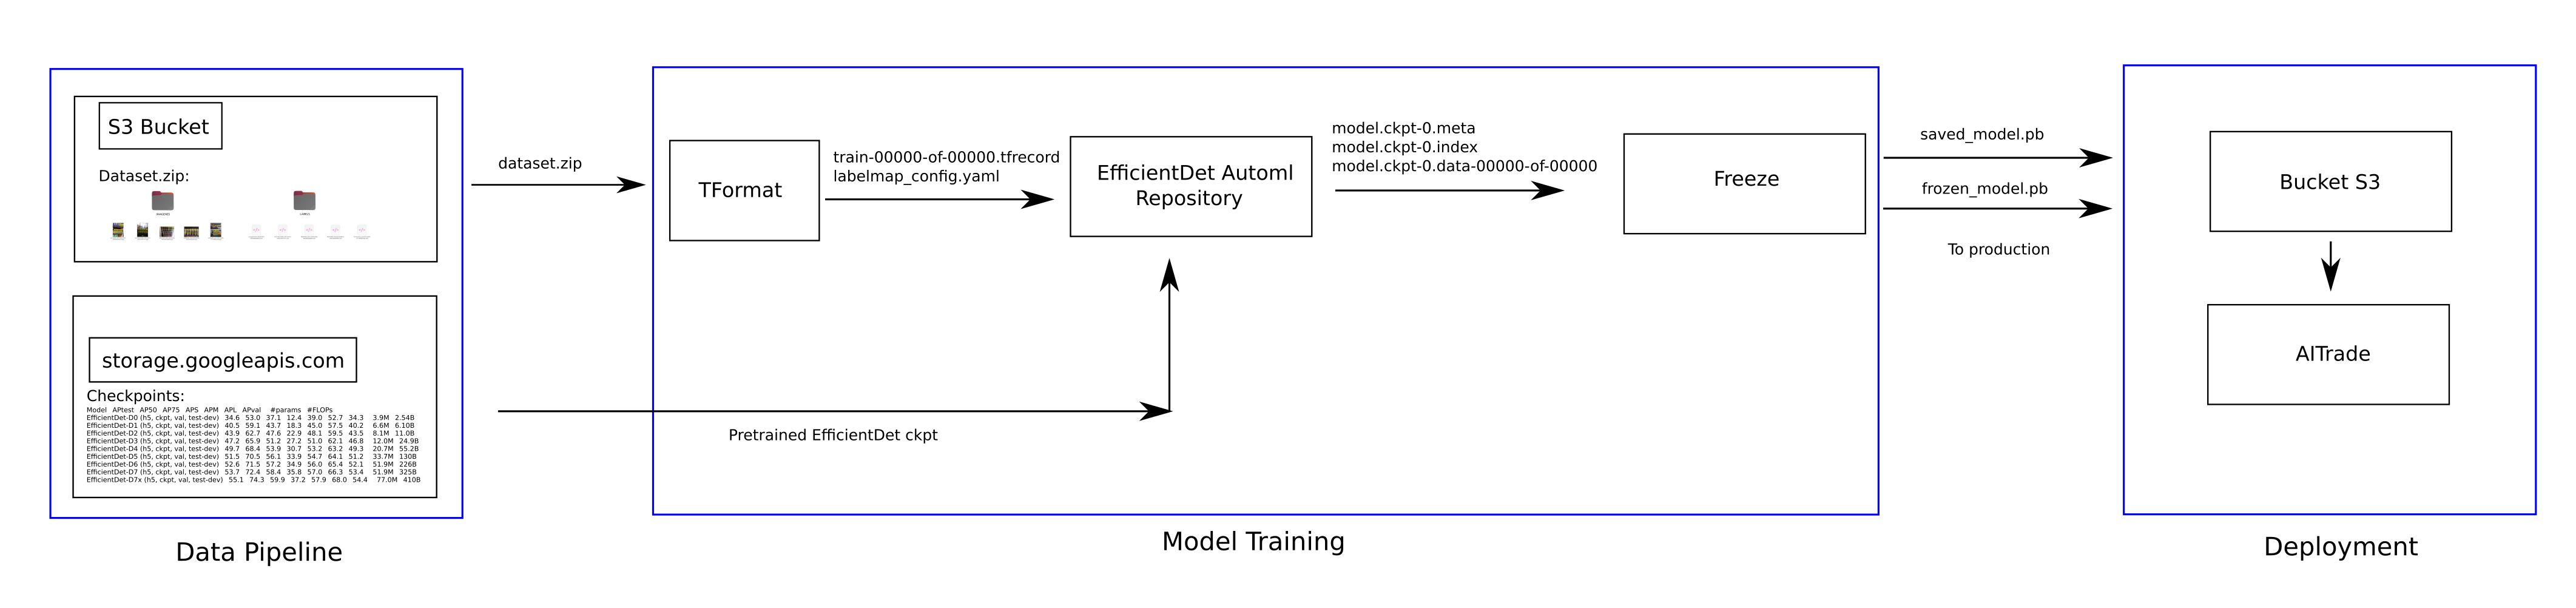 S3 Bucket
Dataset.zip:
storage.googleapis.com
Checkpoints:
Model APtest AP50 AP75 APS APM APL APval #params #FLOPs
EfficientDet-D0 (h5, ckpt, val, test-dev) 34.6 53.0 37.1 12.4 39.0 52.7 34.3 3.9M 2.54B
EfficientDet-D1 (h5, ckpt, val, test-dev) 40.5 59.1 43.7 18.3 45.0 57.5 40.2 6.6M 6.10B
EfficientDet-D2 (h5, ckpt, val, test-dev) 43.9 62.7 47.6 22.9 48.1 59.5 43.5 8.1M 11.0B
EfficientDet-D3 (h5, ckpt, val, test-dev) 47.2 65.9 51.2 27.2 51.0 62.1 46.8 12.0M 24.9B
EfficientDet-D4 (h5, ckpt, val, test-dev) 49.7 68.4 53.9 30.7 53.2 63.2 49.3 20.7M 55.2B
EfficientDet-D5 (h5, ckpt, val, test-dev) 51.5 70.5 56.1 33.9 54.7 64.1 51.2 33.7M 130B
EfficientDet-D6 (h5, ckpt, val, test-dev) 52.6 71.5 57.2 34.9 56.0 65.4 52.1 51.9M 226B
EfficientDet-D7 (h5, ckpt, val, test-dev) 53.7 72.4 58.4 35.8 57.0 66.3 53.4 51.9M 325B
EfficientDet-D7x (h5, ckpt, val, test-dev) 55.1 74.3 59.9 37.2 57.9 68.0 54.4 77.0M 410B
Data Pipeline
dataset.zip
TFormat
train-00000-of-00000.tfrecord
labelmap_config.yaml
EfficientDet Automl
Repository
model.ckpt-0.meta
model.ckpt-0.index
model.ckpt-0.data-00000-of-00000
Freeze
Pretrained EfficientDet ckpt
Model Training
saved_model.pb
frozen_model.pb
To production
Bucket S3
AITrade
Deployment